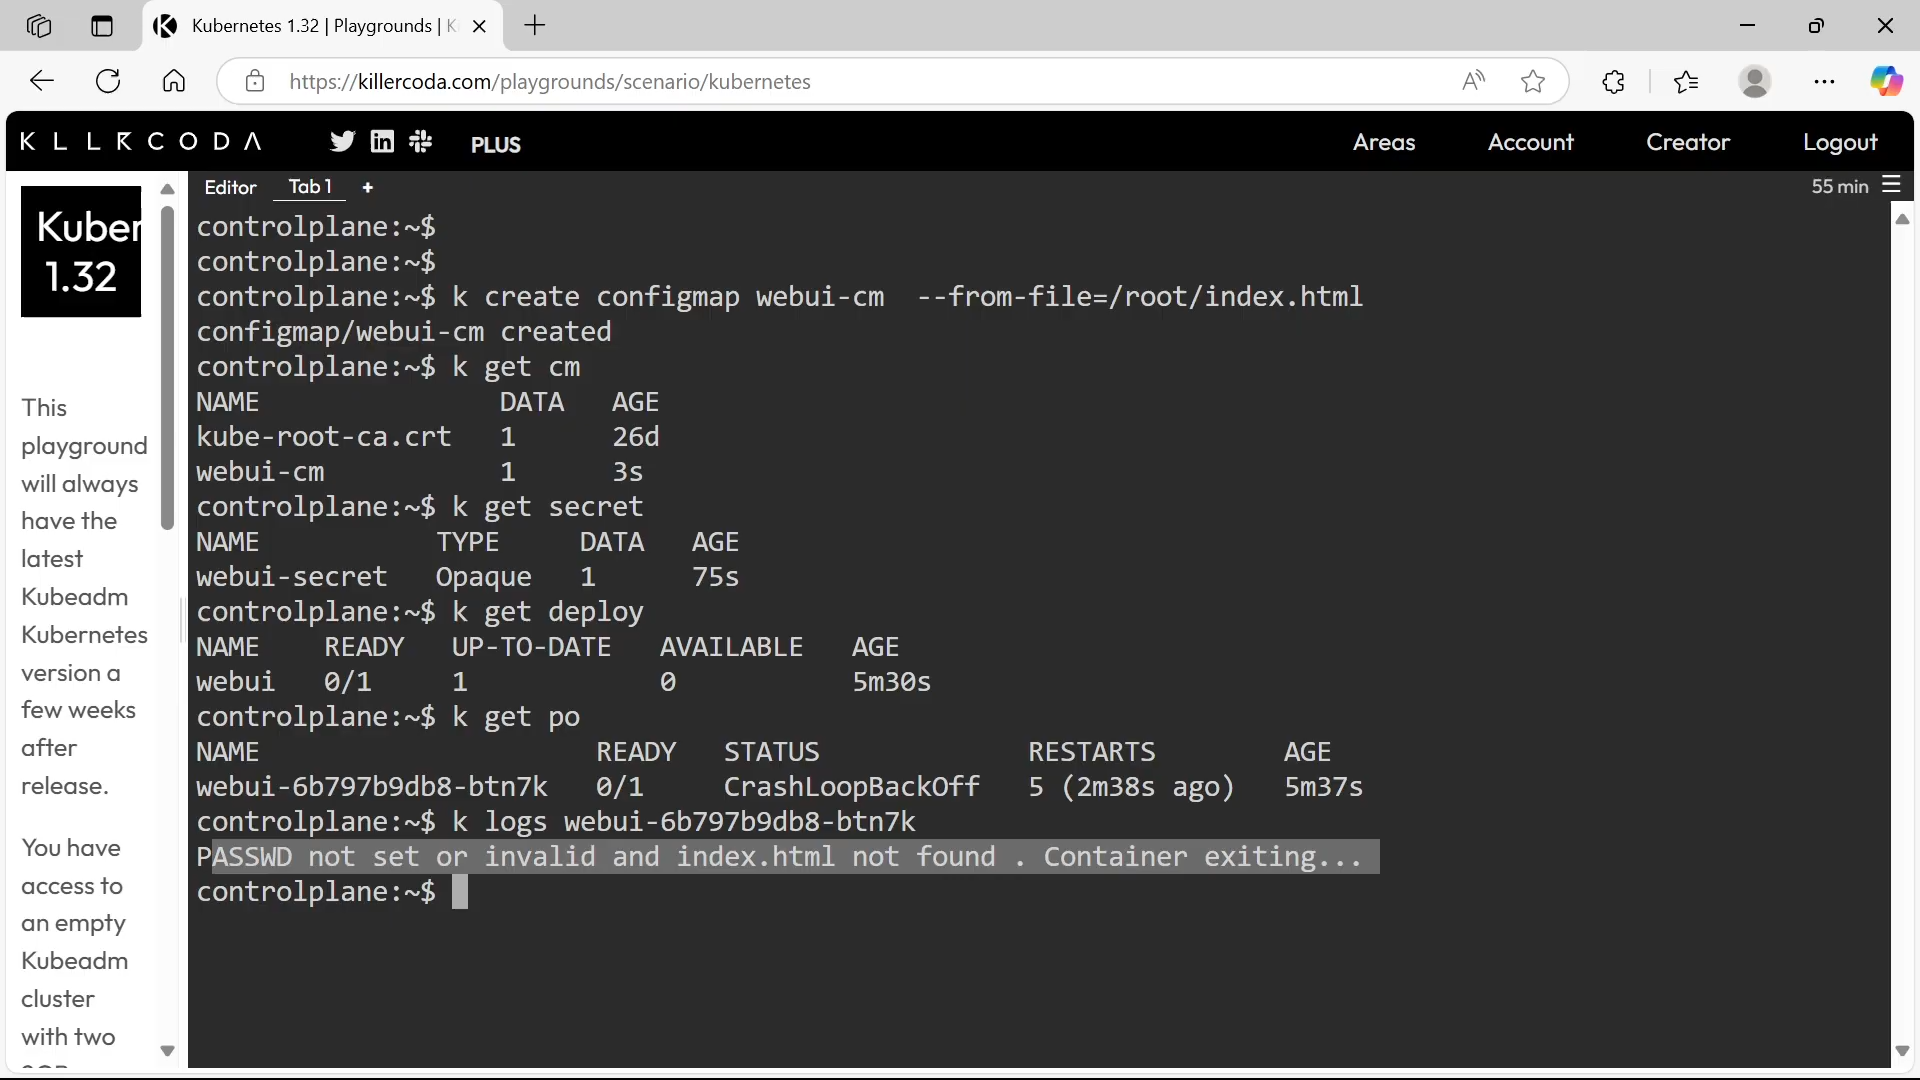 Kubernetes 1.32 | Playgrounds | K
https://killercoda.com/playgrounds/scenario/kubernetes
KLLRCODA
PLUS
Areas
Account
Creator
Logout
Kuber
1.32
This
playground
will always
have the
latest
Kubeadm
Kubernetes
version a
few weeks
after
release.
You have
access to
an empty
Kubeadm
cluster
with two
Editor
Tab 1
+
55 min
controlplane:~$
controlplane:~$
controlplane:~$ k create configmap webui-cm  --from-file=/root/index.html
configmap/webui-cm created
controlplane:~$ k get cm
NAME               DATA   AGE
kube-root-ca.crt   1      26d
webui-cm           1      3s
controlplane:~$ k get secret
NAME           TYPE     DATA   AGE
webui-secret   Opaque   1      75s
controlplane:~$ k get deploy
NAME    READY   UP-TO-DATE   AVAILABLE   AGE
webui   0/1     1            0           5m30s
controlplane:~$ k get po
NAME                     READY   STATUS             RESTARTS        AGE
webui-6b797b9db8-btn7k   0/1     CrashLoopBackOff   5 (2m38s ago)   5m37s
controlplane:~$ k logs webui-6b797b9db8-btn7k
PASSWD not set or invalid and index.html not found . Container exiting...
controlplane:~$